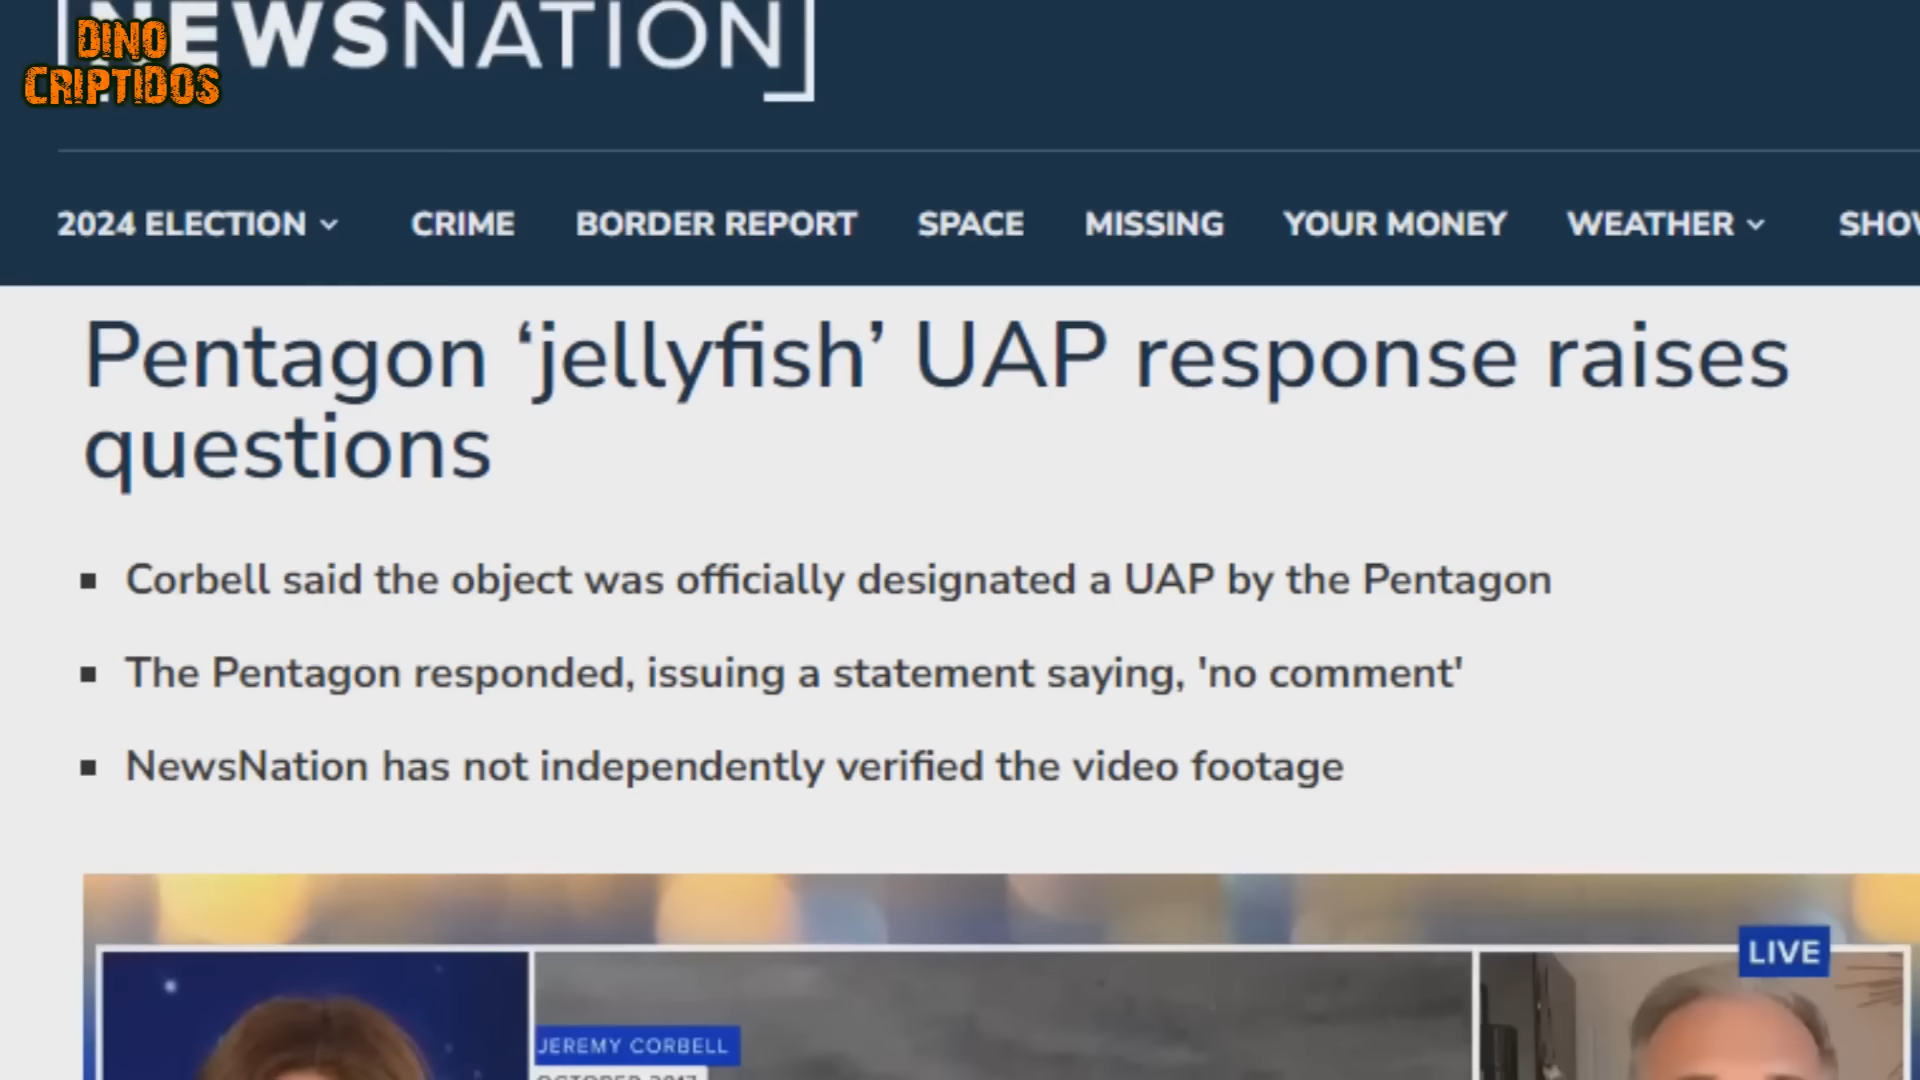 NEWSNATION
DINO
CRIPTIDOS
2024 ELECTION CRIME BORDER REPORT SPACE MISSING YOUR MONEY WEATHER
Pentagon ‘jellyfish’ UAP response raises
questions
▪ Corbell said the object was officially designated a UAP by the Pentagon
▪ The Pentagon responded, issuing a statement saying, 'no comment'
▪ NewsNation has not independently verified the video footage
LIVE
JEREMY CORBELL
OCTOBER 2017